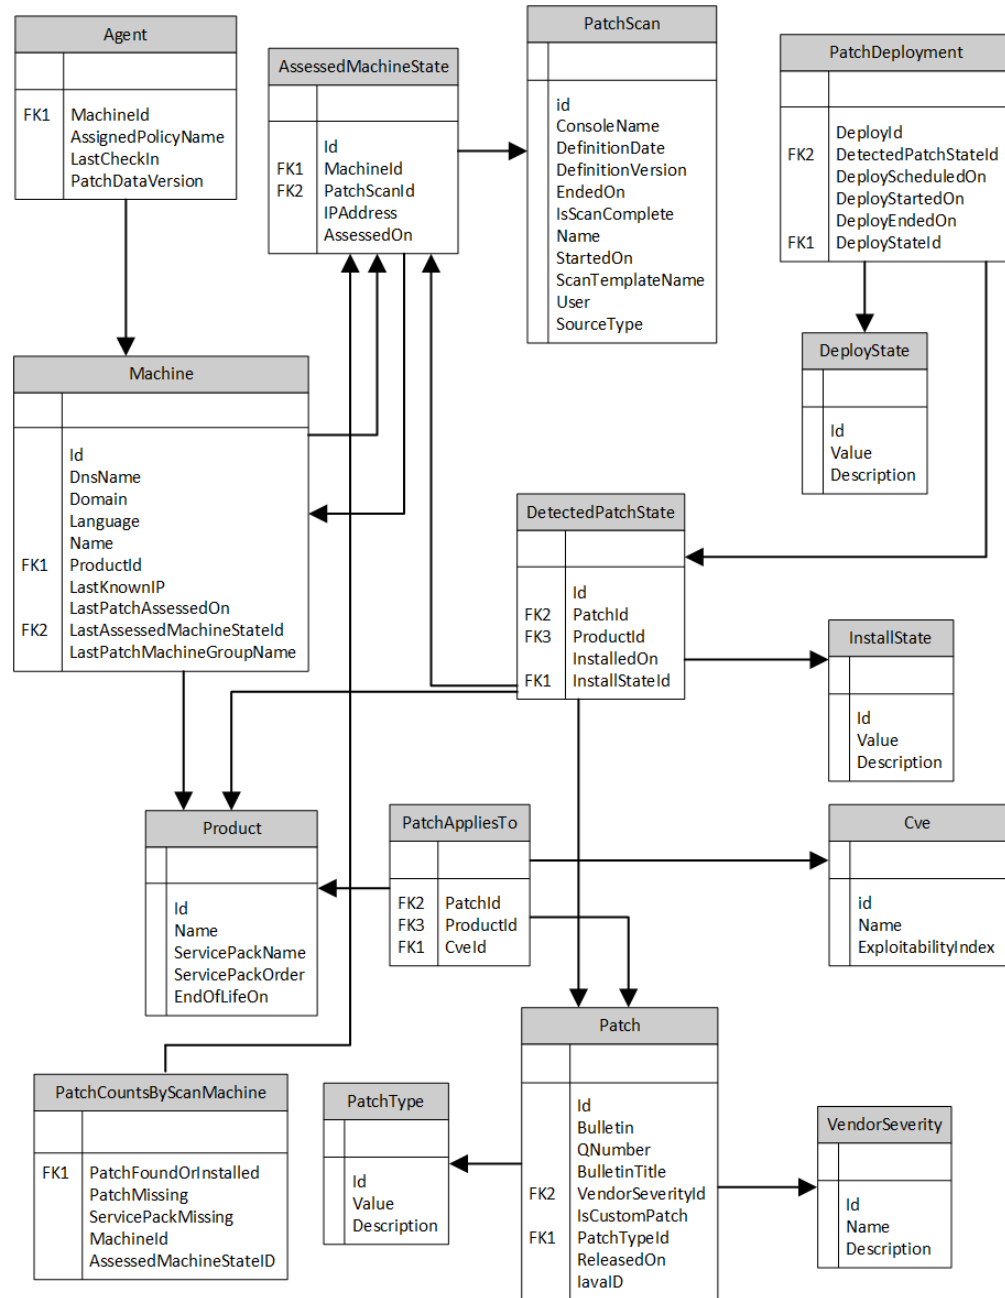 Agent
FK1 MachineId
AssignedPolicyName
LastCheckIn
PatchDataVersion
AssessedMachineState
Id
FK1 MachineId
FK2 PatchScanId
IPAddress
AssessedOn
PatchScan
id
ConsoleName
DefinitionDate
DefinitionVersion
EndedOn
IsScanComplete
Name
StartedOn
ScanTemplateName
User
SourceType
PatchDeployment
DeployId
FK2 DetectedPatchStateId
DeployScheduledOn
DeployStartedOn
DeployEndedOn
FK1 DeployStateId
DeployState
Id
Value
Description
Machine
Id
DnsName
Domain
Language
Name
FK1 ProductId
LastKnownIP
LastPatchAssessedOn
FK2 LastAssessedMachineStateId
LastPatchMachineGroupName
DetectedPatchState
Id
FK2 PatchId
FK3 ProductId
InstalledOn
FK1 InstallStateId
InstallState
Id
Value
Description
Product
Id
Name
ServicePackName
ServicePackOrder
EndOfLifeOn
PatchAppliesTo
FK2 PatchId
FK3 ProductId
FK1 CveId
Cve
id
Name
ExploitabilityIndex
PatchCountsByScanMachine
FK1 PatchFoundOrInstalled
PatchMissing
ServicePackMissing
MachineId
AssessedMachineStateID
PatchType
Id
Value
Description
Patch
Id
Bulletin
QNumber
BulletinTitle
FK2 VendorSeverityId
IsCustomPatch
FK1 PatchTypeId
ReleasedOn
IavaID
VendorSeverity
Id
Name
Description